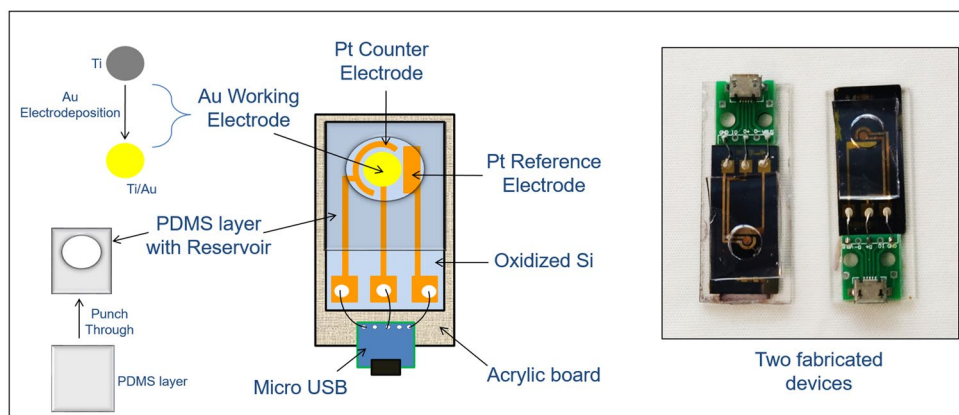 Ti
Au
Electrodeposition
Ti/Au
Pt Counter
Electrode
Au Working
Electrode
Pt Reference
Electrode
PDMS layer
with Reservoir
Oxidized Si
Punch
Through
PDMS layer
Micro USB
Acrylic board
Two fabricated
devices